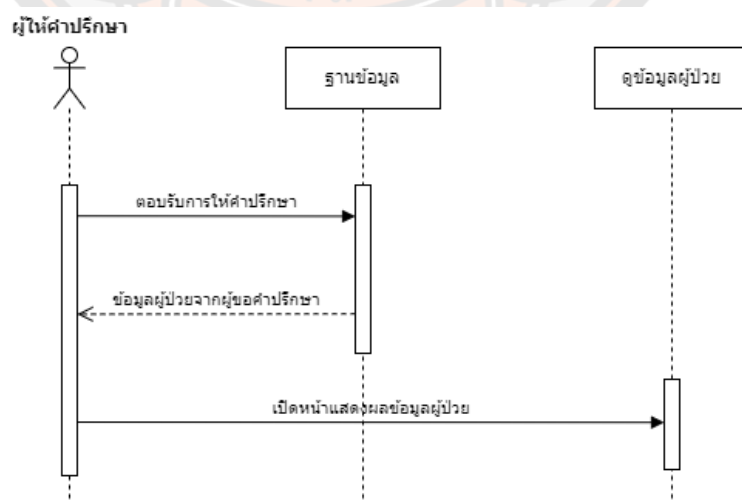 ผู้ให้คำปรึกษา
ฐานข้อมูล
ดูข้อมูลผู้ป่วย
ตอบรับการให้คำปรึกษา
ข้อมูลผู้ป่วยจากผู้ขอคำปรึกษา
เปิดหน้าแสดงผลข้อมูลผู้ป่วย